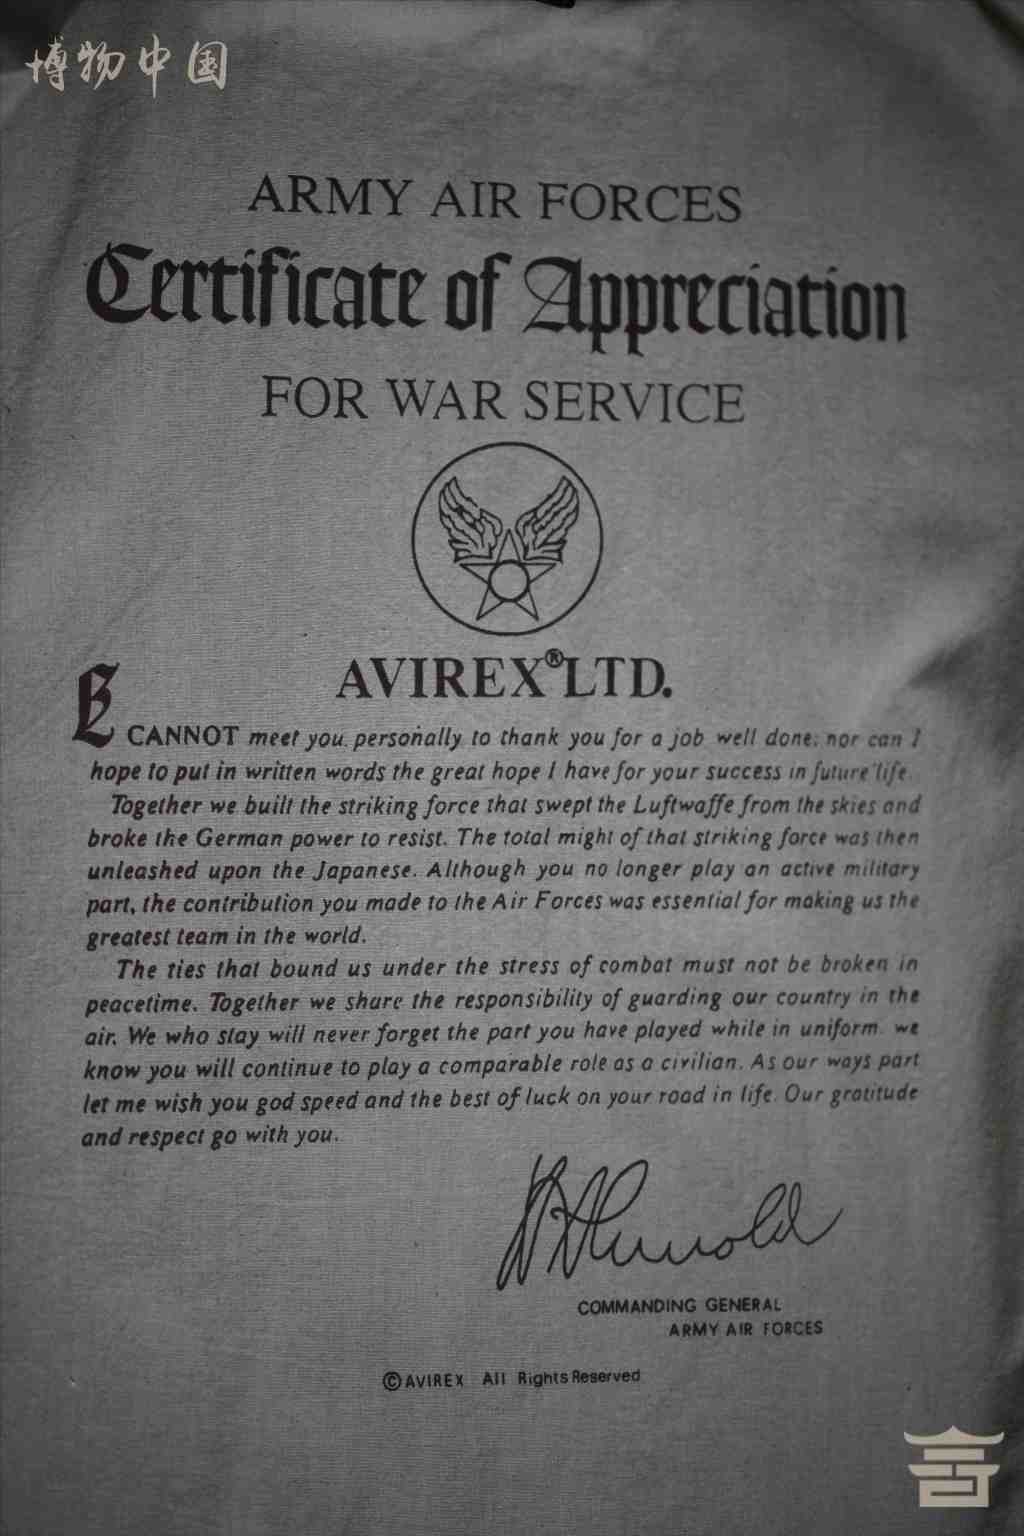 博物中国
ARMY AIR FORCES
Certificate of Appreciation
FOR WAR SERVICE
AVIREX® LTD.
I CANNOT meet you personally to thank you for a job well done; nor can I
hope to put in written words the great hope I have for your success in future life.
Together we built the striking force that swept the Luftwaffe from the skies and
broke the German power to resist. The total might of that striking force was then
unleashed upon the Japanese. Although you no longer play an active military
part, the contribution you made to the Air Forces was essential for making us the
greatest team in the world.
The ties that bound us under the stress of combat must not be broken in
peacetime. Together we share the responsibility of guarding our country in the
air. We who stay will never forget the part you have played while in uniform. we
know you will continue to play a comparable role as a civilian. As our ways part
let me wish you god speed and the best of luck on your road in life. Our gratitude
and respect go with you.
H H Arnold
COMMANDING GENERAL
ARMY AIR FORCES
©AVIREX All Rights Reserved